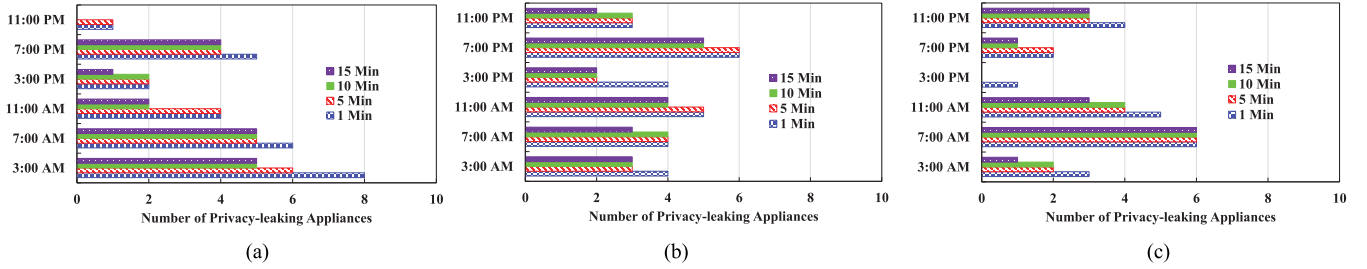 11:00 PM
7:00 PM
3:00 PM
11:00 AM
7:00 AM
3:00 AM
15 Min
10 Min
5 Min
1 Min
0 2 4 6 8 10
Number of Privacy-leaking Appliances
(a)
11:00 PM
7:00 PM
3:00 PM
11:00 AM
7:00 AM
3:00 AM
15 Min
10 Min
5 Min
1 Min
0 2 4 6 8 10
Number of Privacy-leaking Appliances
(b)
11:00 PM
7:00 PM
3:00 PM
11:00 AM
7:00 AM
3:00 AM
15 Min
10 Min
5 Min
1 Min
0 2 4 6 8 10
Number of Privacy-leaking Appliances
(c)